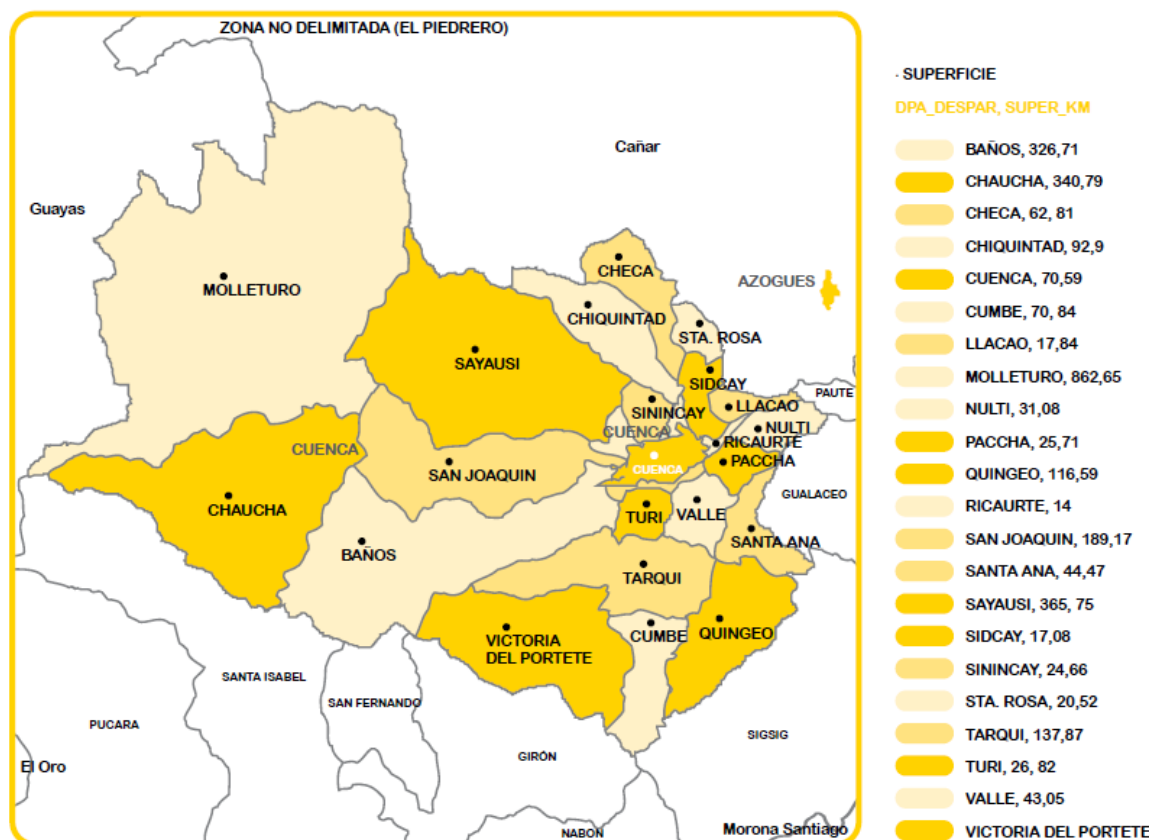 ZONA NO DELIMITADA (EL PIEDRERO)
Cañar
Guayas
MOLLETURO
CHECA
AZOGUES
CHIQUINTAD
STA. ROSA
SAYAUSI
SIDCAY
PAUTE
LLACAO
SININCAY
NULTI
CUENCA
RICAURTE
CUENCA
PACCHA
CUENCA
SAN JOAQUIN
GUALACEO
CHAUCHA
TURI
VALLE
SANTA ANA
BAÑOS
TARQUI
CUMBE
QUINGEO
VICTORIA
DEL PORTETE
SANTA ISABEL
SAN FERNANDO
PUCARA
SIGSIG
GIRÓN
El Oro
NABON
Morona Santiago
· SUPERFICIE
DPA_DESPAR, SUPER_KM
BAÑOS, 326,71
CHAUCHA, 340,79
CHECA, 62, 81
CHIQUINTAD, 92,9
CUENCA, 70,59
CUMBE, 70, 84
LLACAO, 17,84
MOLLETURO, 862,65
NULTI, 31,08
PACCHA, 25,71
QUINGEO, 116,59
RICAURTE, 14
SAN JOAQUIN, 189,17
SANTA ANA, 44,47
SAYAUSI, 365, 75
SIDCAY, 17,08
SININCAY, 24,66
STA. ROSA, 20,52
TARQUI, 137,87
TURI, 26, 82
VALLE, 43,05
VICTORIA DEL PORTETE